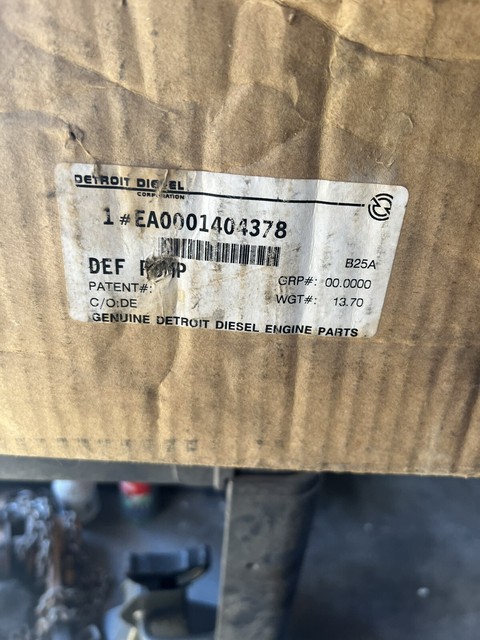 DETROIT DIESEL
CORPORATION
1 #EA0001404378
B25A
DEF PUMP
GRP#: 00.0000
PATENT#:
WGT#: 13.70
C/O:DE
GENUINE DETROIT DIESEL ENGINE PARTS